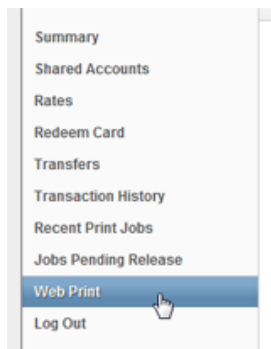 Summary
Shared Accounts
Rates
Redeem Card
Transfers
Transaction History
Recent Print Jobs
Jobs Pending Release
Web Print
Log Out